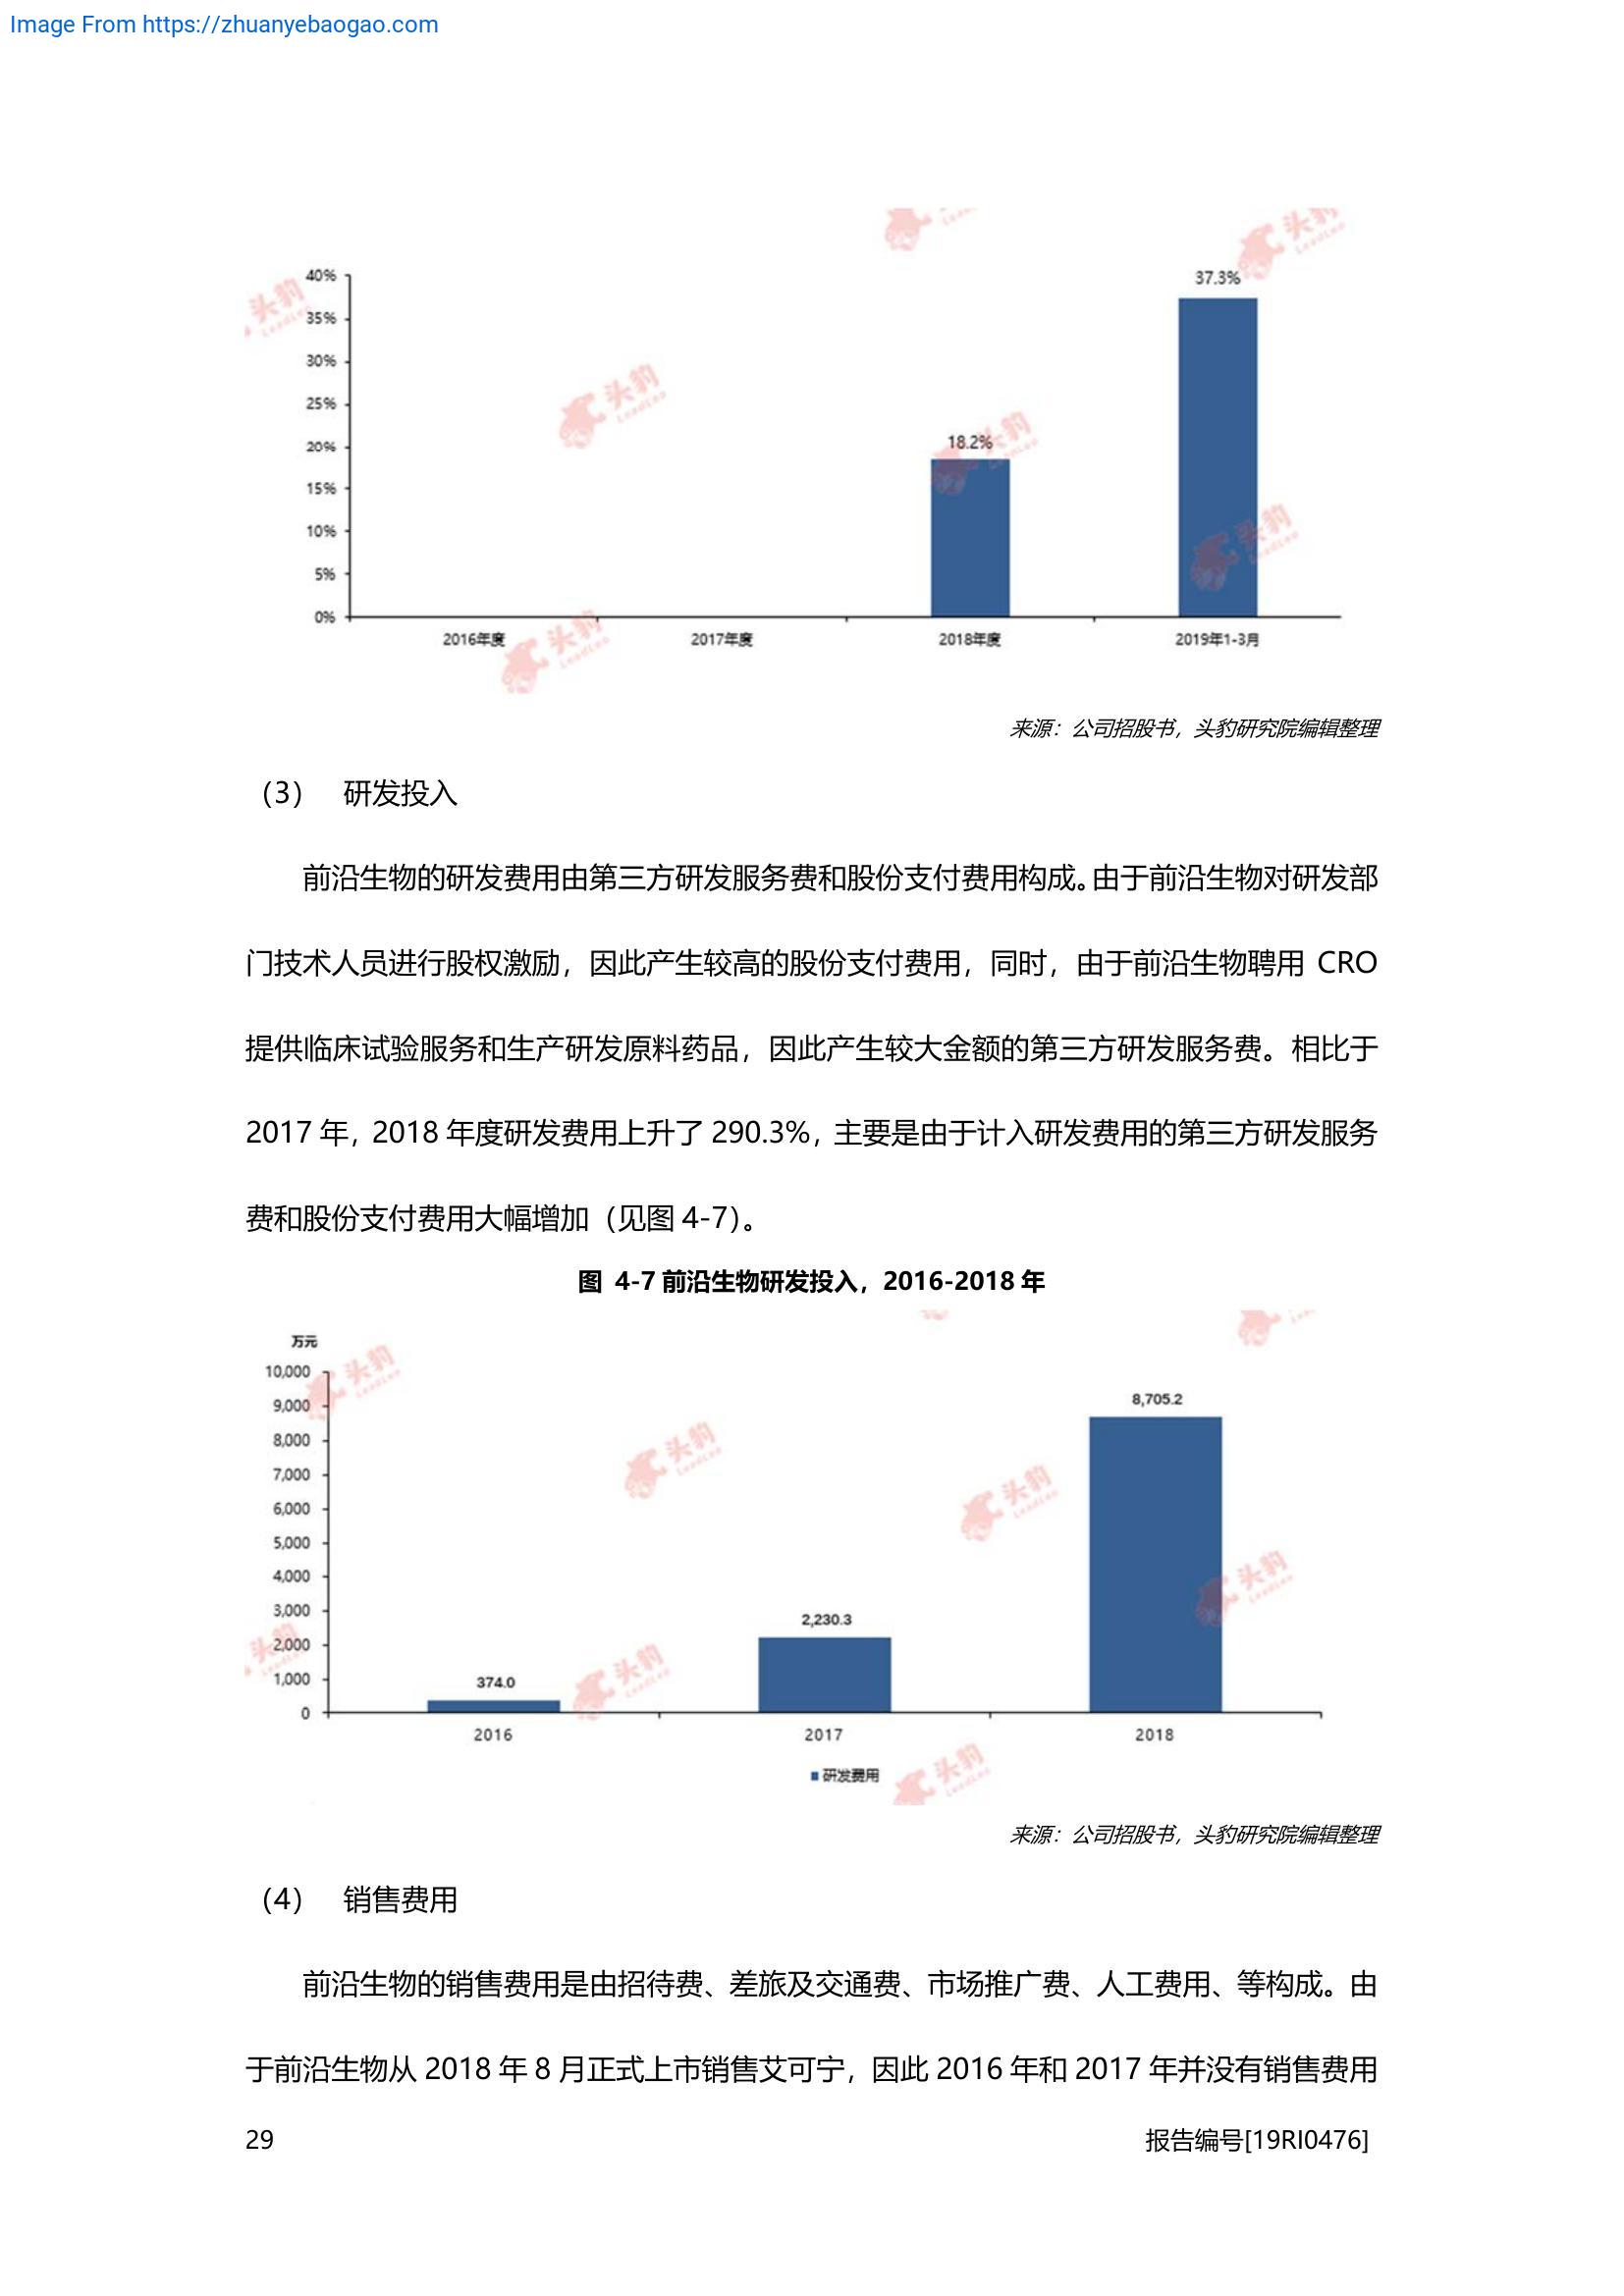 Image From https://zhuanyebaogao.com
40%
35%
30%
25%
20%
15%
10%
5%
0%
18.2%
37.3%
2016年度 2017年度 2018年度 2019年1-3月
来源：公司招股书，头豹研究院编辑整理
（3） 研发投入
前沿生物的研发费用由第三方研发服务费和股份支付费用构成。由于前沿生物对研发部
门技术人员进行股权激励，因此产生较高的股份支付费用，同时，由于前沿生物聘用 CRO
提供临床试验服务和生产研发原料药品，因此产生较大金额的第三方研发服务费。相比于
2017 年，2018 年度研发费用上升了 290.3%，主要是由于计入研发费用的第三方研发服务
费和股份支付费用大幅增加（见图 4-7）。
图 4-7 前沿生物研发投入，2016-2018 年
万元
10,000
9,000
8,000
7,000
6,000
5,000
4,000
3,000
2,000
1,000
0
374.0
2,230.3
8,705.2
2016 2017 2018
研发费用
头豹
LeadLeo
来源：公司招股书，头豹研究院编辑整理
（4） 销售费用
前沿生物的销售费用是由招待费、差旅及交通费、市场推广费、人工费用、等构成。由
于前沿生物从 2018 年 8 月正式上市销售艾可宁，因此 2016 年和 2017 年并没有销售费用
29 报告编号[19RI0476]